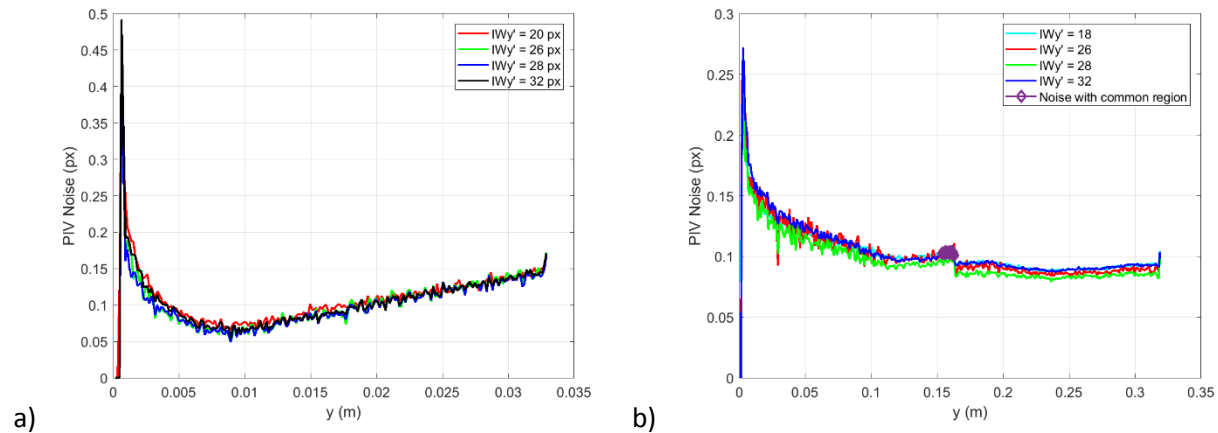 0.5
0.45
0.4
0.35
0.3
0.25
0.2
0.15
0.1
0.05
0
PIV Noise (px)
IWy' = 20 px
IWy' = 26 px
IWy' = 28 px
IWy' = 32 px
0 0.005 0.01 0.015 0.02 0.025 0.03 0.035
y (m)
a)
0.3
0.25
0.2
0.15
0.1
0.05
0
PIV Noise (px)
IWy' = 18
IWy' = 26
IWy' = 28
IWy' = 32
Noise with common region
0 0.05 0.1 0.15 0.2 0.25 0.3 0.35
y (m)
b)